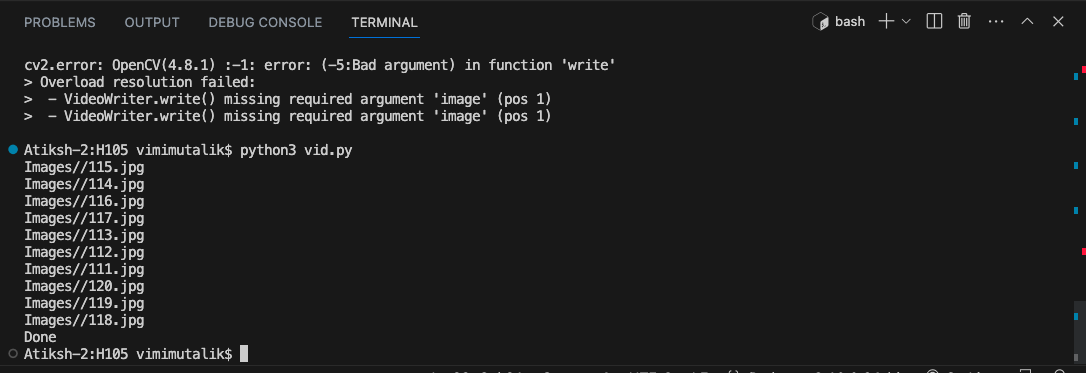 PROBLEMS OUTPUT DEBUG CONSOLE TERMINAL bash
cv2.error: OpenCV(4.8.1) :-1: error: (-5:Bad argument) in function 'write'
> Overload resolution failed:
>  - VideoWriter.write() missing required argument 'image' (pos 1)
>  - VideoWriter.write() missing required argument 'image' (pos 1)
Atiksh-2:H105 vimimutalik$ python3 vid.py
Images//115.jpg
Images//114.jpg
Images//116.jpg
Images//117.jpg
Images//113.jpg
Images//112.jpg
Images//111.jpg
Images//120.jpg
Images//119.jpg
Images//118.jpg
Done
Atiksh-2:H105 vimimutalik$